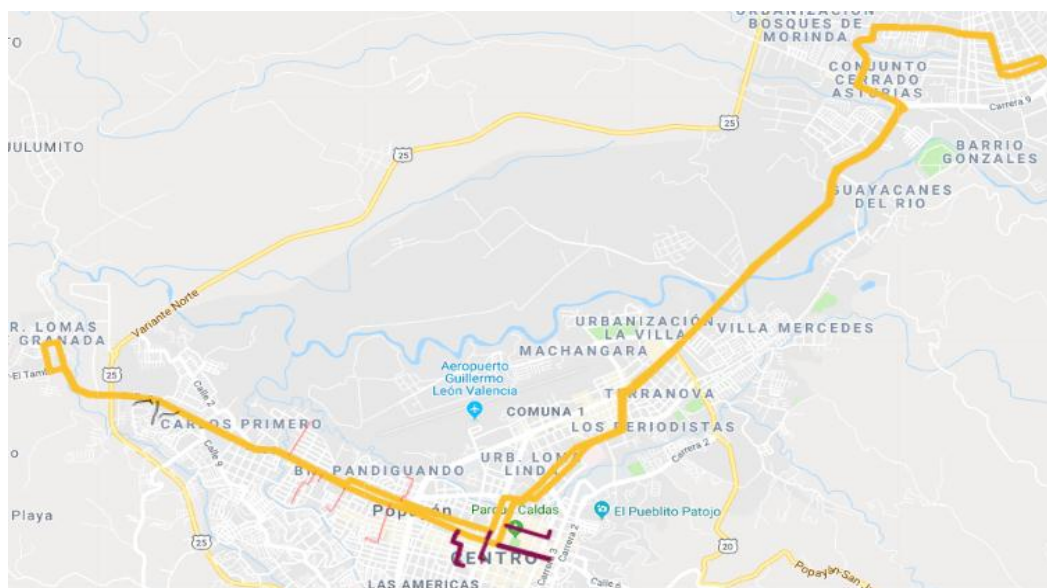 URBANIZACIÓN
BOSQUES DE
MORINDA
CONJUNTO
CERRADO
ASTURIAS
Carrera 9
25
25
JULUMITO
BARRIO
GONZALES
GUAYACANES
DEL RIO
Variante Norte
R. LOMAS
E GRANADA
25
-El Tamb
URBANIZACIÓN
LA VILLA
VILLA MERCEDES
MACHANGARA
Aeropuerto
Guillermo
León Valencia
TERRANOVA
COMUNA 1
Calle 2
CARLOS PRIMERO
LOS PERIODISTAS
Carrera 2
Calle 9
URB. LOMA
LINDA
PANDIGUANDO
Popayán
Parque Caldas
El Pueblito Patojo
Playa
25
CENTRO
Carrera 2
Carrera 3
20
LAS AMERICAS